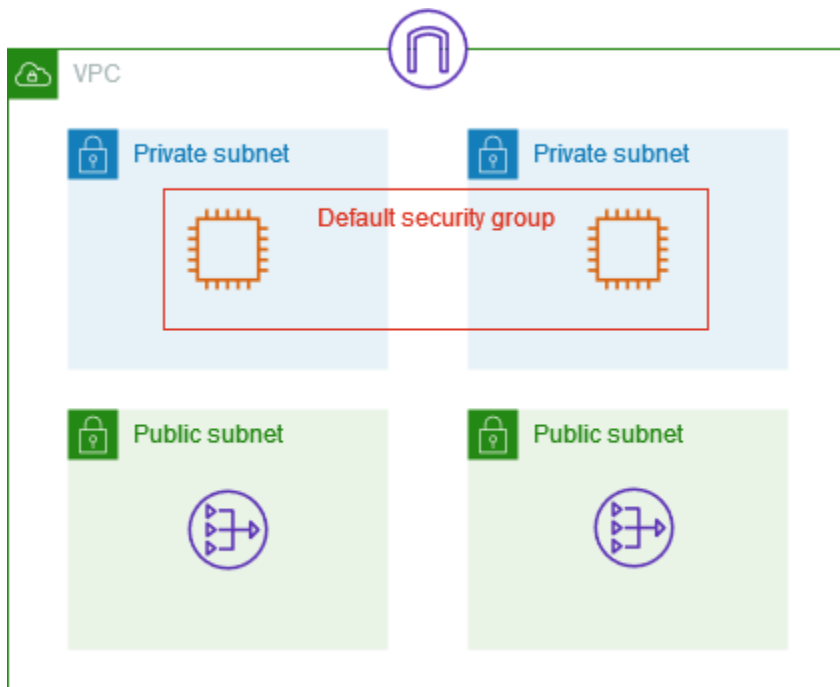 VPC
Private subnet
Private subnet
Default security group
Public subnet
Public subnet